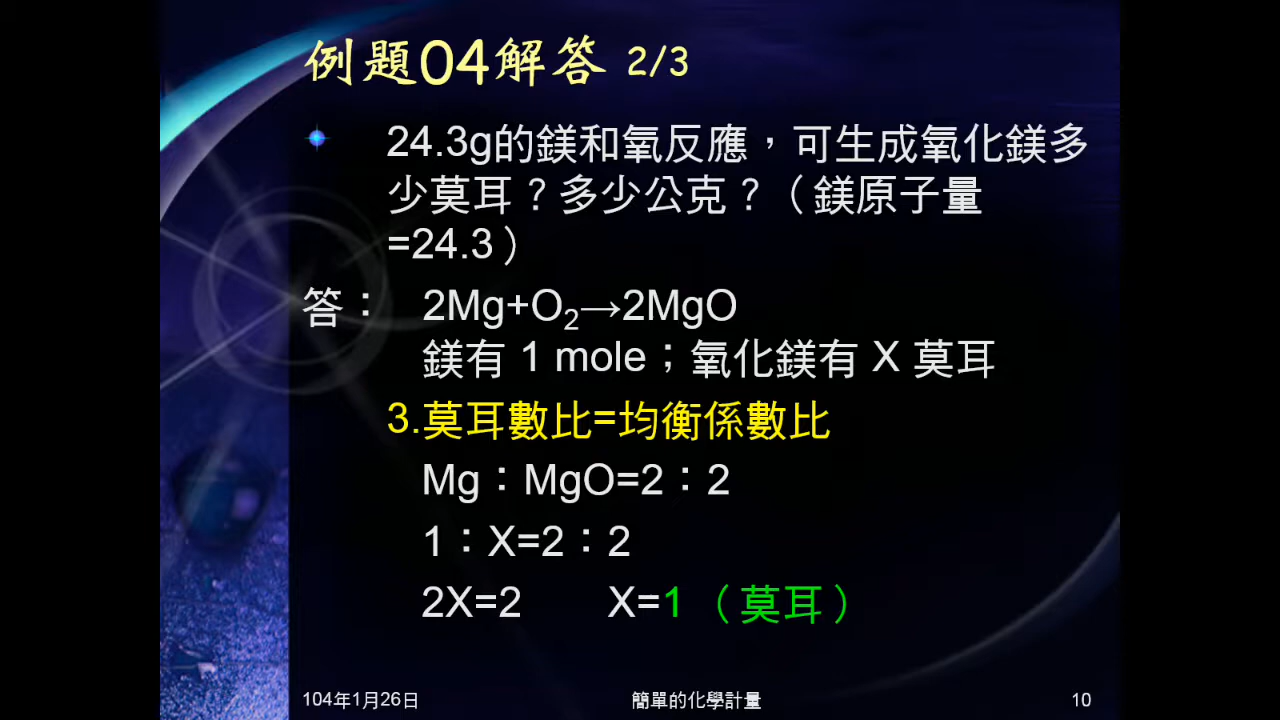 例題04解答 2/3
24.3g的鎂和氧反應，可生成氧化鎂多
少莫耳？多少公克？（鎂原子量
=24.3）
答： 2Mg+O₂→2MgO
鎂有 1 mole；氧化鎂有 X 莫耳
3.莫耳數比=均衡係數比
Mg：MgO=2：2
1：X=2：2
2X=2 X=1（莫耳）
104年1月26日 簡單的化學計量 10